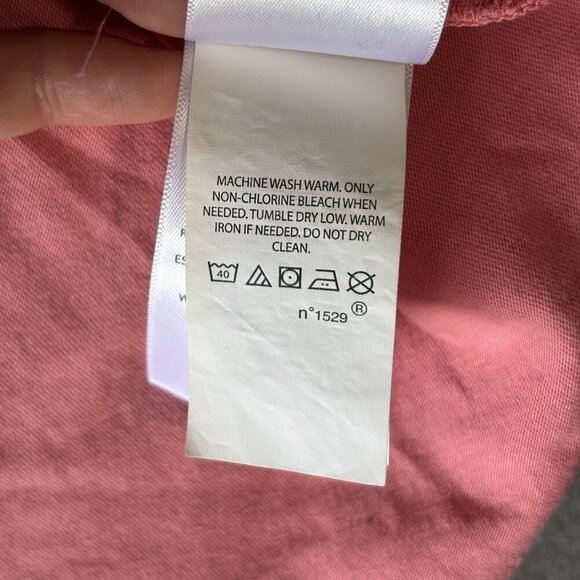 MACHINE WASH WARM. ONLY
NON-CHLORINE BLEACH WHEN
NEEDED. TUMBLE DRY LOW. WARM
IRON IF NEEDED. DO NOT DRY
CLEAN.
40
n°1529 ®